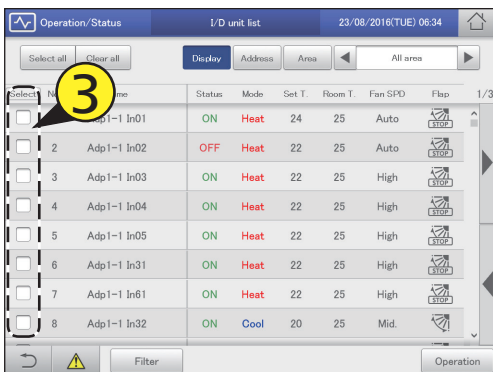 Operation/Status I/D unit list 23/08/2016(TUE) 06:34
Select all Clear all Display Address Area All area
Select Status Mode Set T. Room T. Fan SPD Flap 1/3
3
Adp1-1 In01 ON Heat 24 25 Auto STOP
2 Adp1-1 In02 OFF Heat 22 25 Auto STOP
3 Adp1-1 In03 ON Heat 22 25 High STOP
4 Adp1-1 In04 ON Heat 22 25 High STOP
5 Adp1-1 In05 ON Heat 22 25 High STOP
6 Adp1-1 In31 ON Heat 22 25 High STOP
7 Adp1-1 In61 ON Heat 22 25 High STOP
8 Adp1-1 In32 ON Cool 20 25 Mid.
Filter Operation